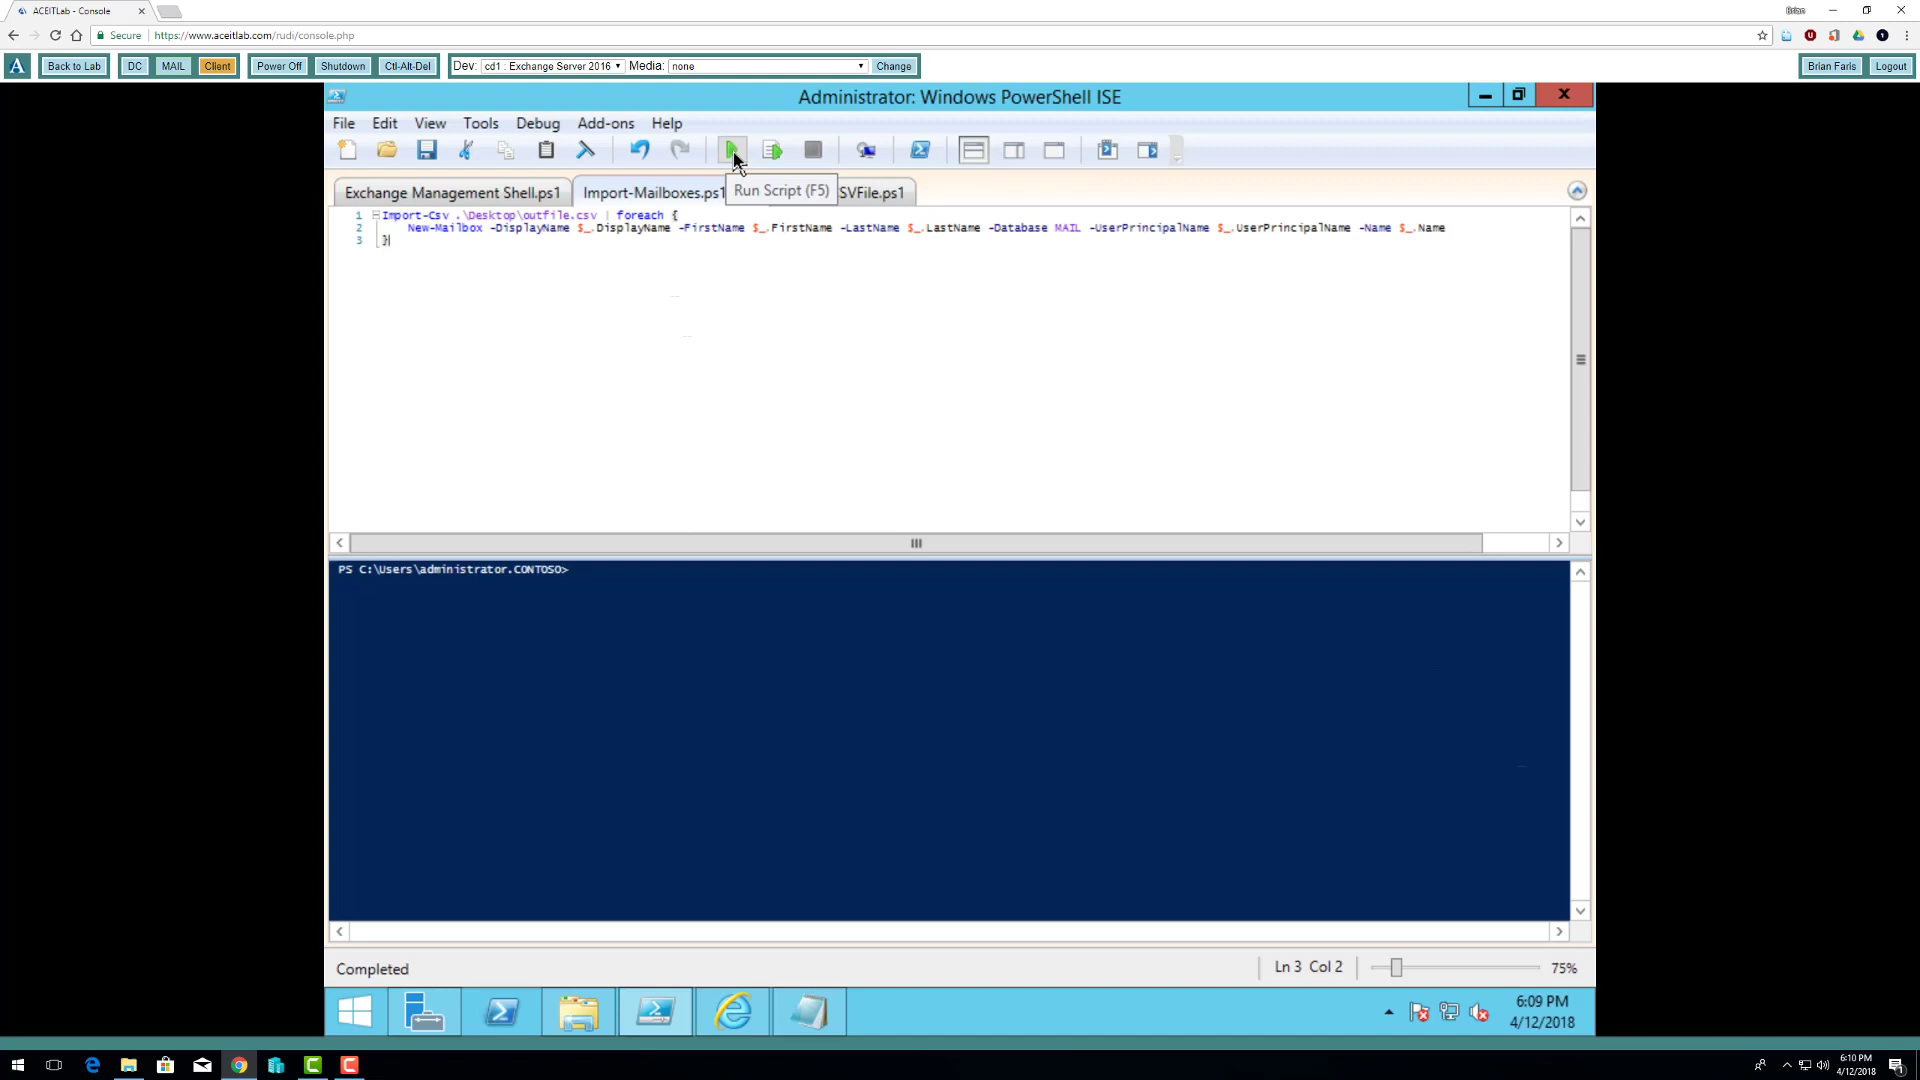 ACEITLab - Console
Brian
Secure https://www.aceitlab.com/rudi/console.php
Back to Lab DC MAIL Client Power Off Shutdown Ctl-Alt-Del Dev: cd1 : Exchange Server 2016 Media: none Change Brian Faris Logout
Administrator: Windows PowerShell ISE
File Edit View Tools Debug Add-ons Help
Exchange Management Shell.ps1 Import-Mailboxes.ps1 SVFile.ps1
Run Script (F5)
1 Import-Csv .\Desktop\outfile.csv | foreach {
2 New-Mailbox -DisplayName $_.DisplayName -FirstName $_.FirstName -LastName $_.LastName -Database MAIL -UserPrincipalName $_.UserPrincipalName -Name $_.Name
3 }
PS C:\Users\administrator.CONTOSO>
Completed Ln 3 Col 2 75%
6:09 PM
4/12/2018
6:10 PM
4/12/2018